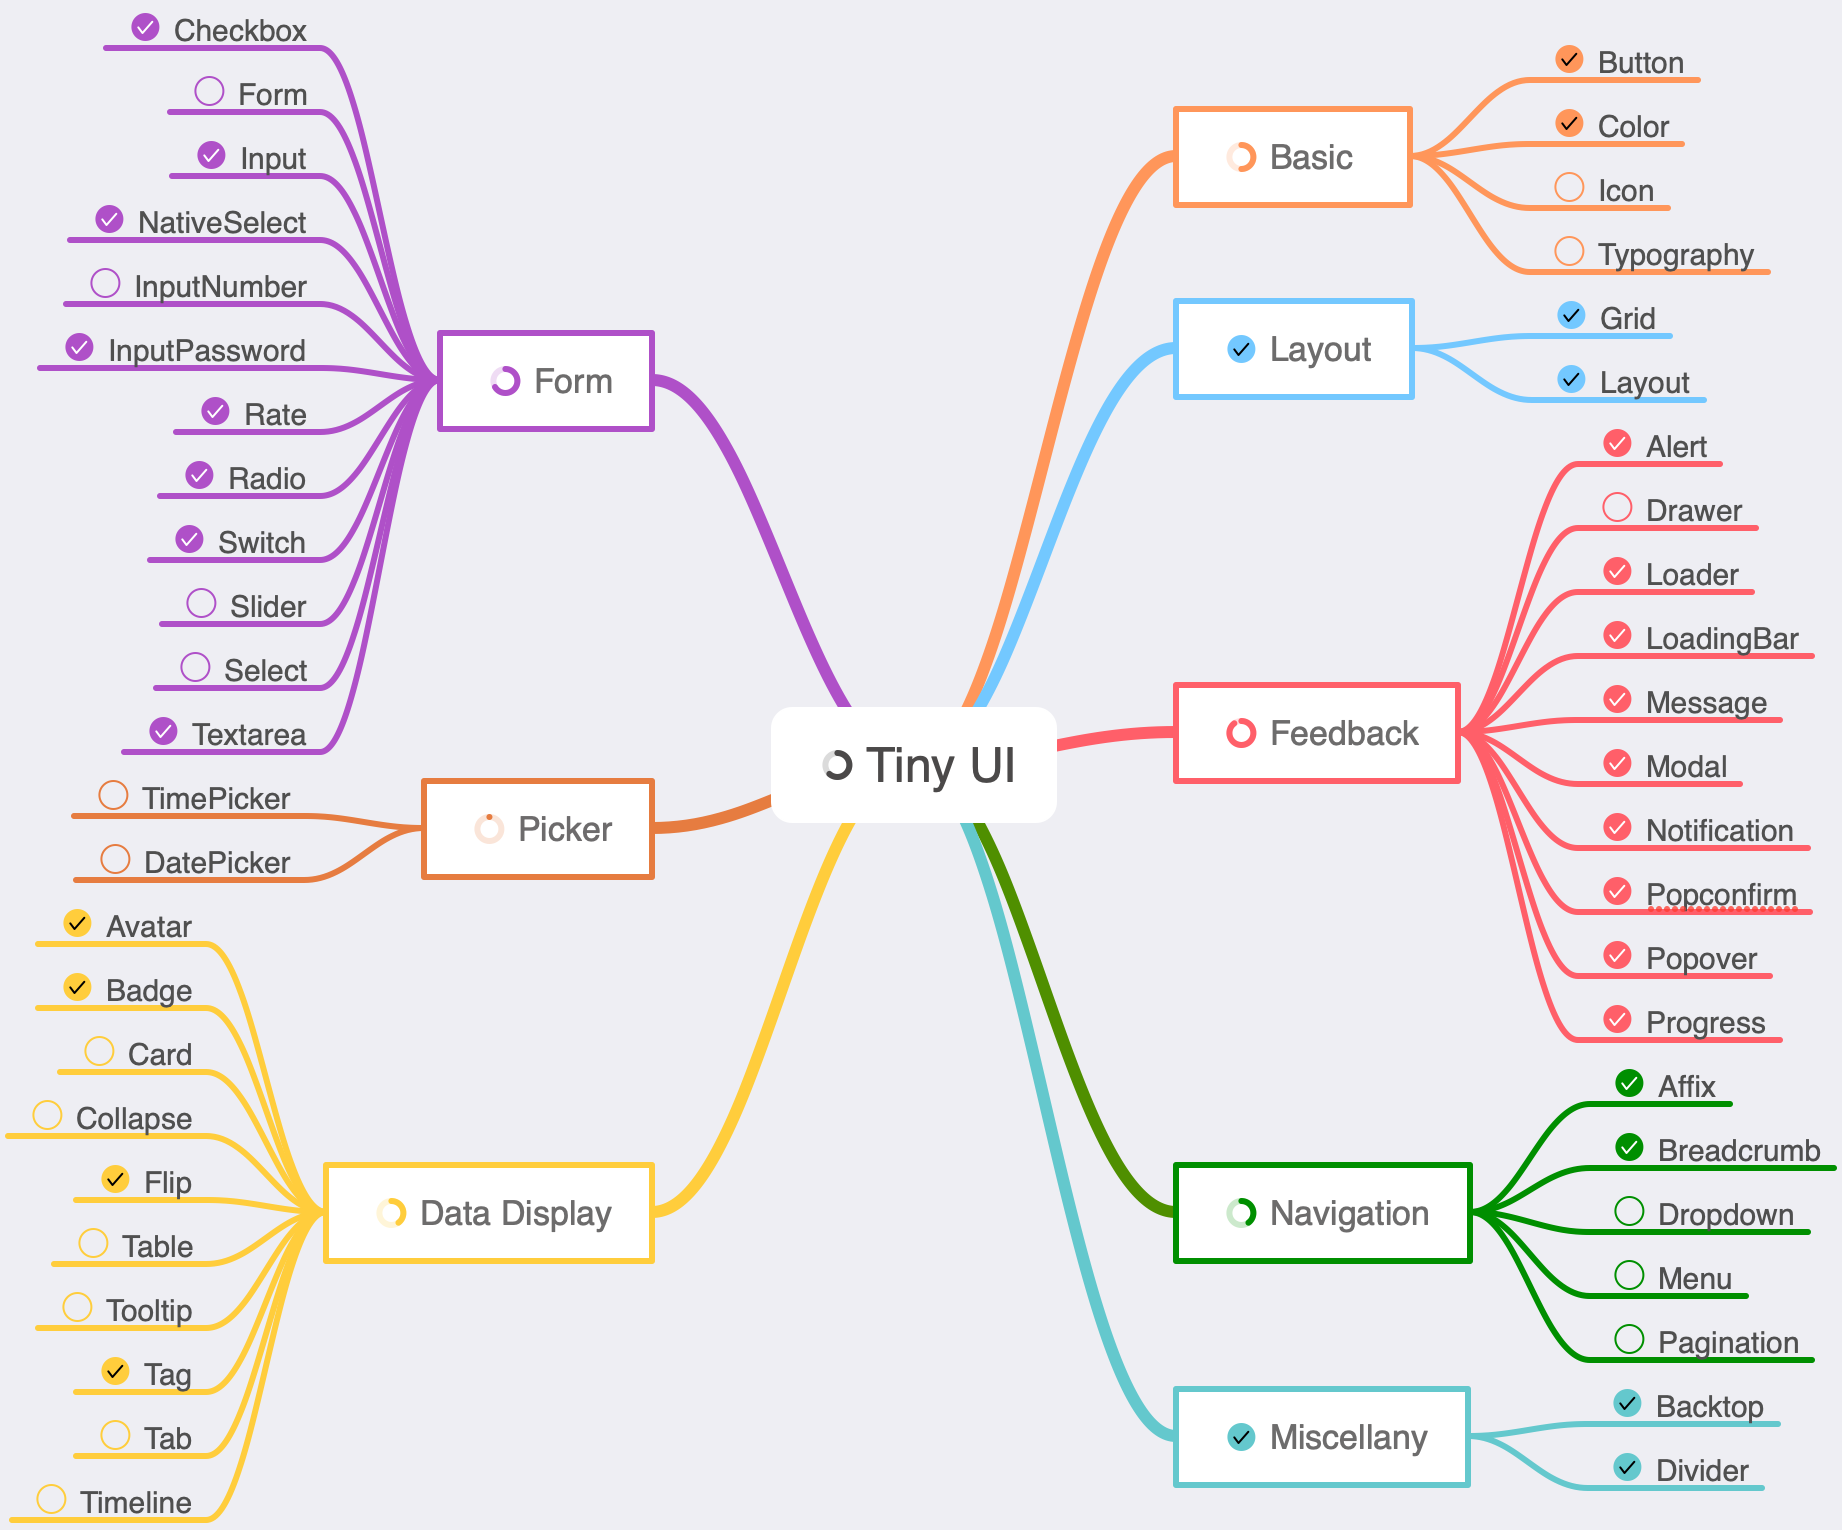 Tiny UI
Form
Checkbox
Form
Input
NativeSelect
InputNumber
InputPassword
Rate
Radio
Switch
Slider
Select
Textarea
Picker
TimePicker
DatePicker
Data Display
Avatar
Badge
Card
Collapse
Flip
Table
Tooltip
Tag
Tab
Timeline
Basic
Button
Color
Icon
Typography
Layout
Grid
Layout
Feedback
Alert
Drawer
Loader
LoadingBar
Message
Modal
Notification
Popconfirm
Popover
Progress
Navigation
Affix
Breadcrumb
Dropdown
Menu
Pagination
Miscellany
Backtop
Divider